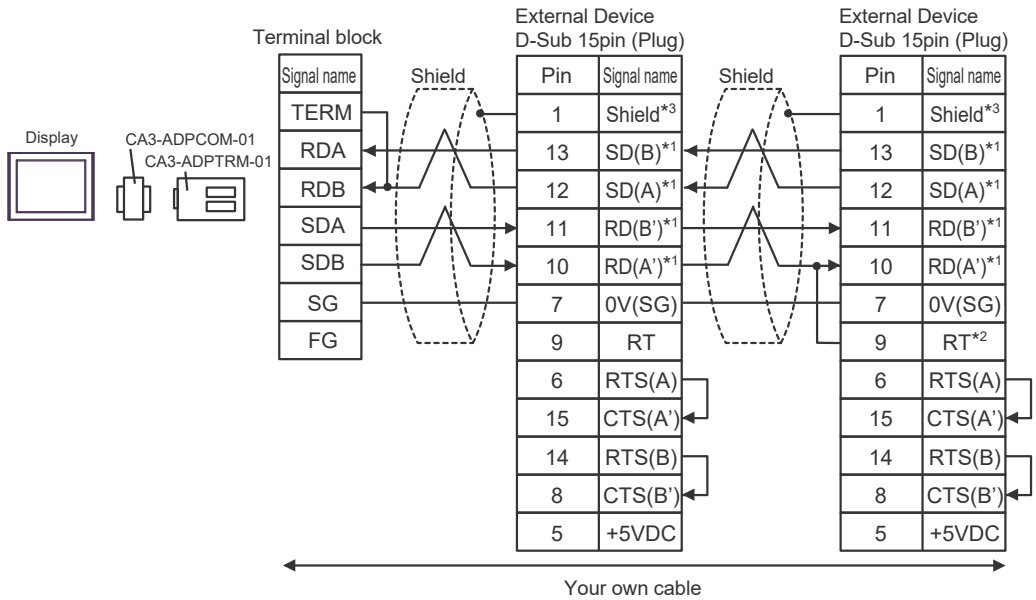 External Device
D-Sub 15pin (Plug)
External Device
D-Sub 15pin (Plug)
Terminal block
Display
CA3-ADPCOM-01
CA3-ADPTRM-01
Signal name
TERM
RDA
RDB
SDA
SDB
SG
FG
Shield
Pin Signal name
1 Shield*3
13 SD(B)*1
12 SD(A)*1
11 RD(B')*1
10 RD(A')*1
7 0V(SG)
9 RT
6 RTS(A)
15 CTS(A')
14 RTS(B)
8 CTS(B')
5 +5VDC
Shield
Pin Signal name
1 Shield*3
13 SD(B)*1
12 SD(A)*1
11 RD(B')*1
10 RD(A')*1
7 0V(SG)
9 RT*2
6 RTS(A)
15 CTS(A')
14 RTS(B)
8 CTS(B')
5 +5VDC
Your own cable